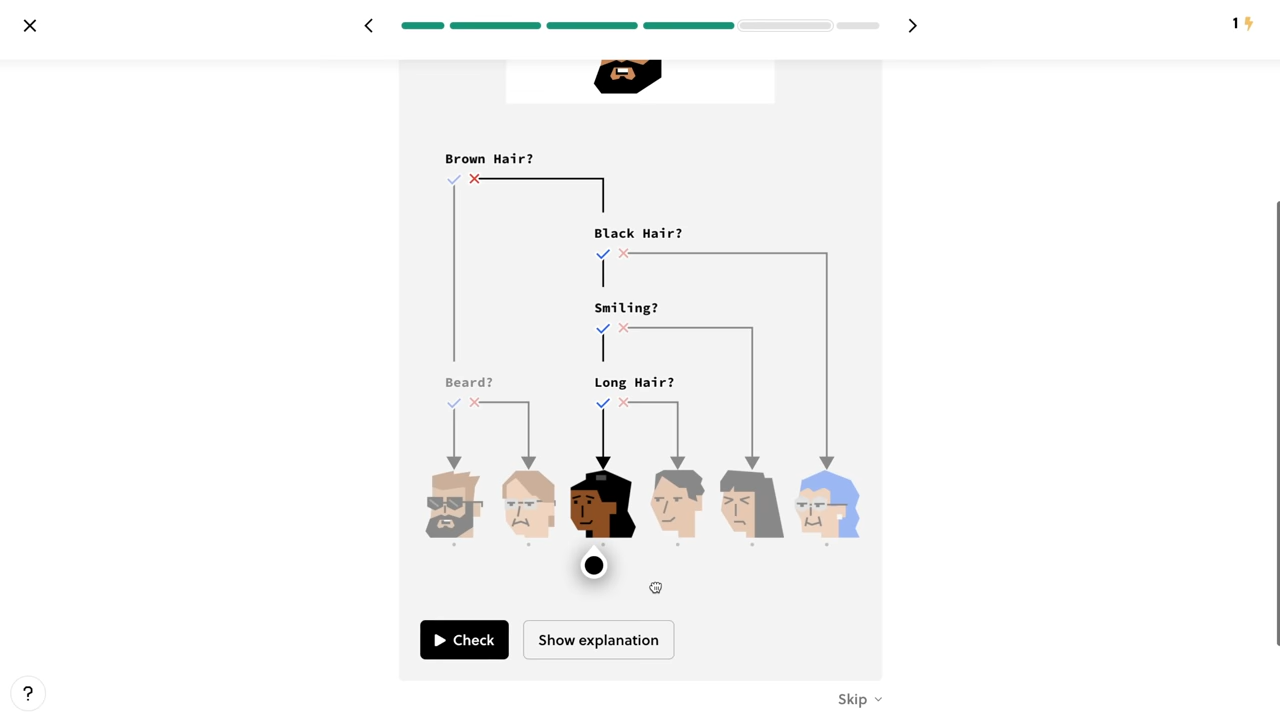 1
Brown Hair?
Black Hair?
Smiling?
Beard?
Long Hair?
Check
Show explanation
Skip
?